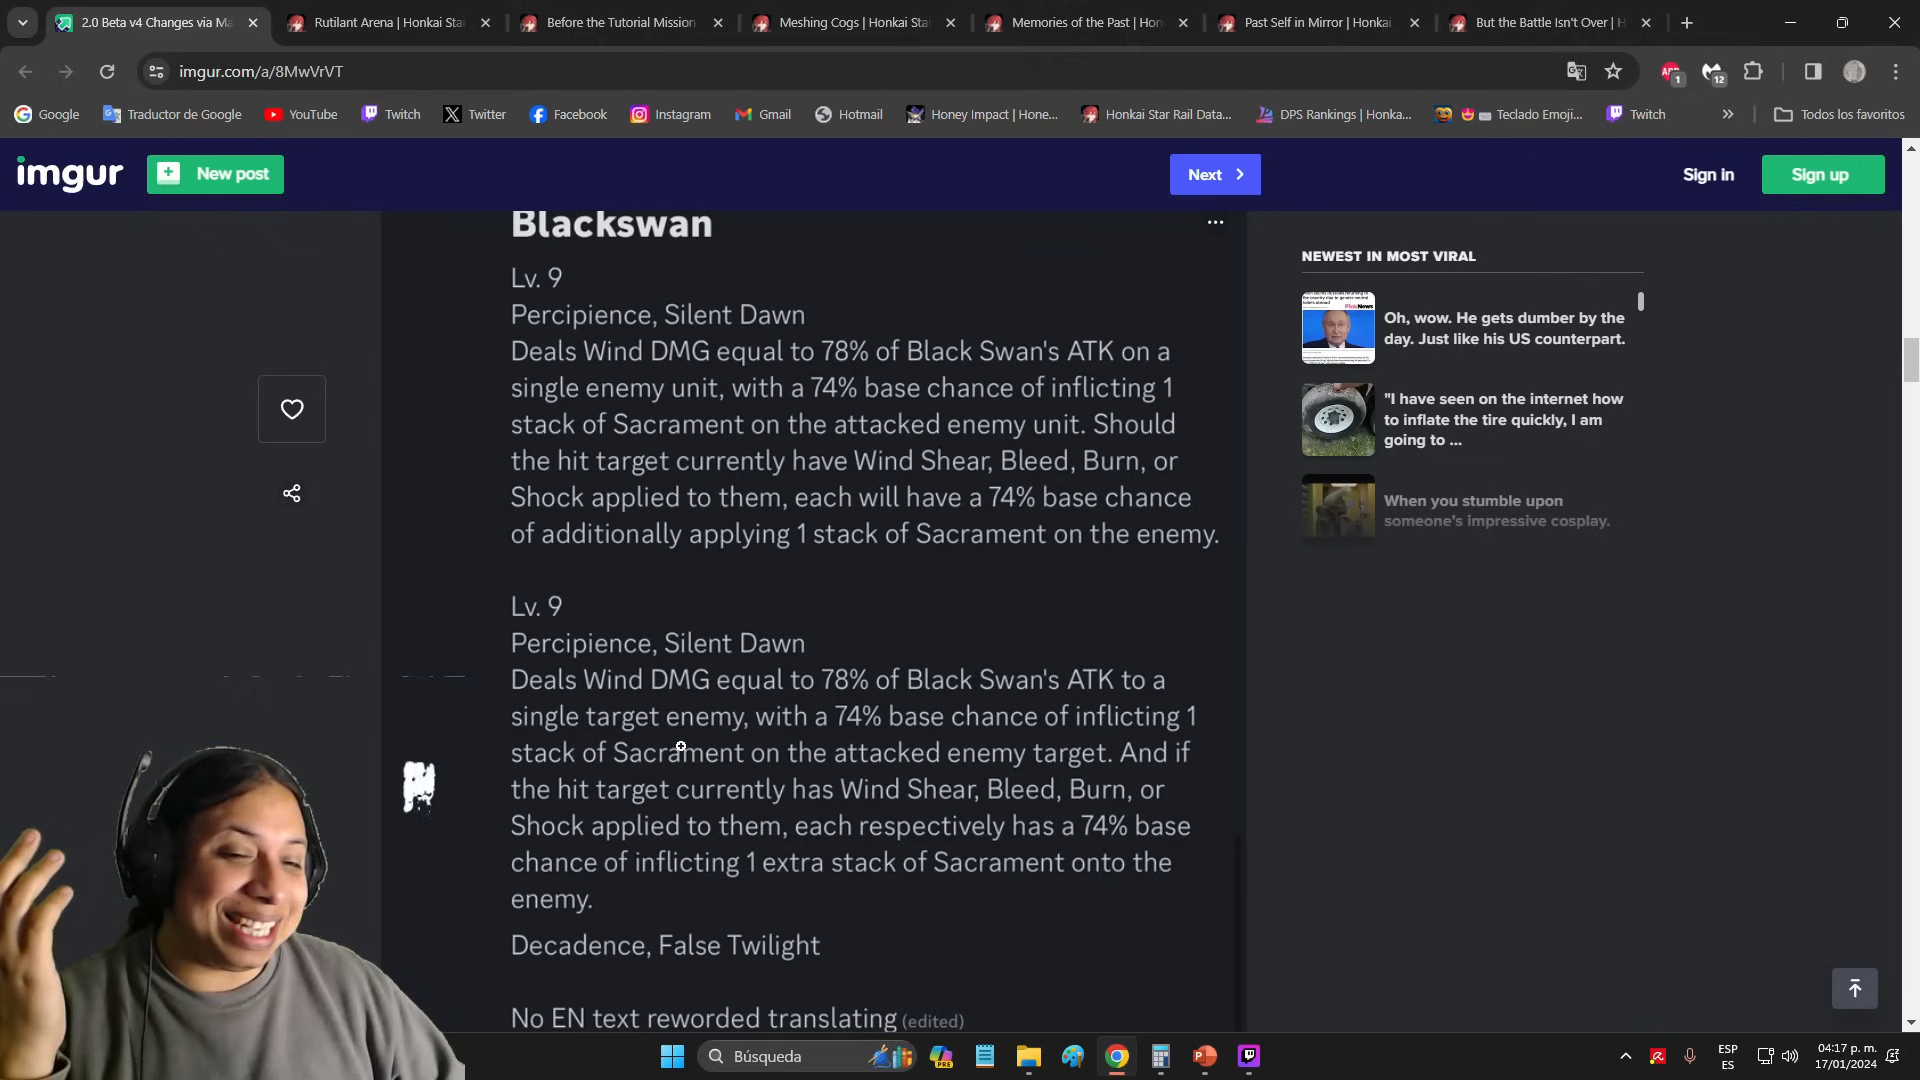 2.0 Beta v4 Changes via Ma
Rutilant Arena | Honkai Sta
Before the Tutorial Mission
Meshing Cogs | Honkai Star
Memories of the Past | Hon
Past Self in Mirror | Honkai
But the Battle Isn't Over | H
imgur.com/a/8MwVrVT
1
12
Google
Traductor de Google
YouTube
Twitch
Twitter
Facebook
Instagram
Gmail
Hotmail
Honey Impact | Hone...
Honkai Star Rail Data...
DPS Rankings | Honka...
Teclado Emoji...
Twitch
Todos los favoritos
imgur
New post
Next
Sign in
Sign up
Blackswan
Lv. 9
Percipience, Silent Dawn
Deals Wind DMG equal to 78% of Black Swan's ATK on a
single enemy unit, with a 74% base chance of inflicting 1
stack of Sacrament on the attacked enemy unit. Should
the hit target currently have Wind Shear, Bleed, Burn, or
Shock applied to them, each will have a 74% base chance
of additionally applying 1 stack of Sacrament on the enemy.
Lv. 9
Percipience, Silent Dawn
Deals Wind DMG equal to 78% of Black Swan's ATK to a
single target enemy, with a 74% base chance of inflicting 1
stack of Sacrament on the attacked enemy target. And if
the hit target currently has Wind Shear, Bleed, Burn, or
Shock applied to them, each respectively has a 74% base
chance of inflicting 1 extra stack of Sacrament onto the
enemy.
Decadence, False Twilight
No EN text reworded translating (edited)
NEWEST IN MOST VIRAL
Oh, wow. He gets dumber by the
day. Just like his US counterpart.
"I have seen on the internet how
to inflate the tire quickly, I am
going to ...
When you stumble upon
someone's impressive cosplay.
Búsqueda
PRE
ESP
ES
04:17 p. m.
17/01/2024